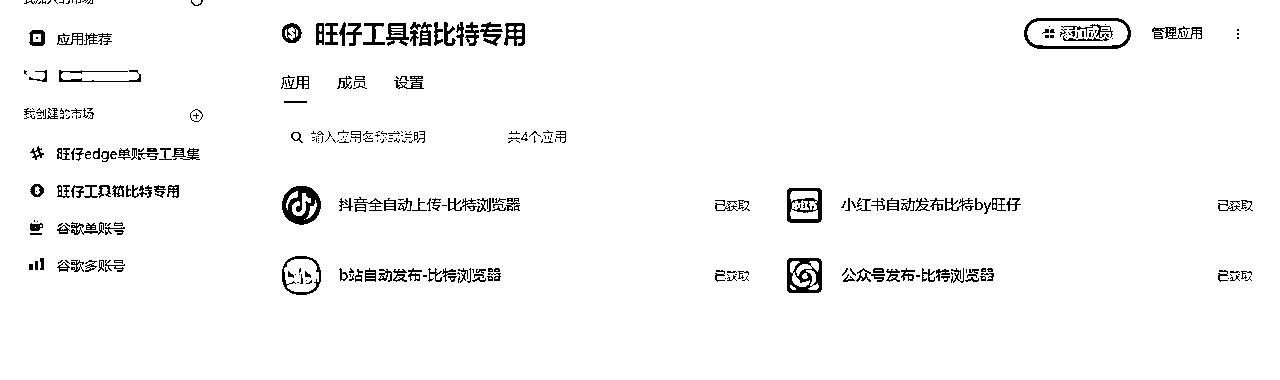 我加入的市场
应用推荐
我创建的市场
旺仔edge单账号工具集
旺仔工具箱比特专用
谷歌单账号
谷歌多账号
旺仔工具箱比特专用
添加成员
管理应用
应用 成员 设置
输入应用名称或说明
共4个应用
抖音全自动上传-比特浏览器
已获取
小红书自动发布比特by旺仔
已获取
b站自动发布-比特浏览器
已获取
公众号发布-比特浏览器
已获取